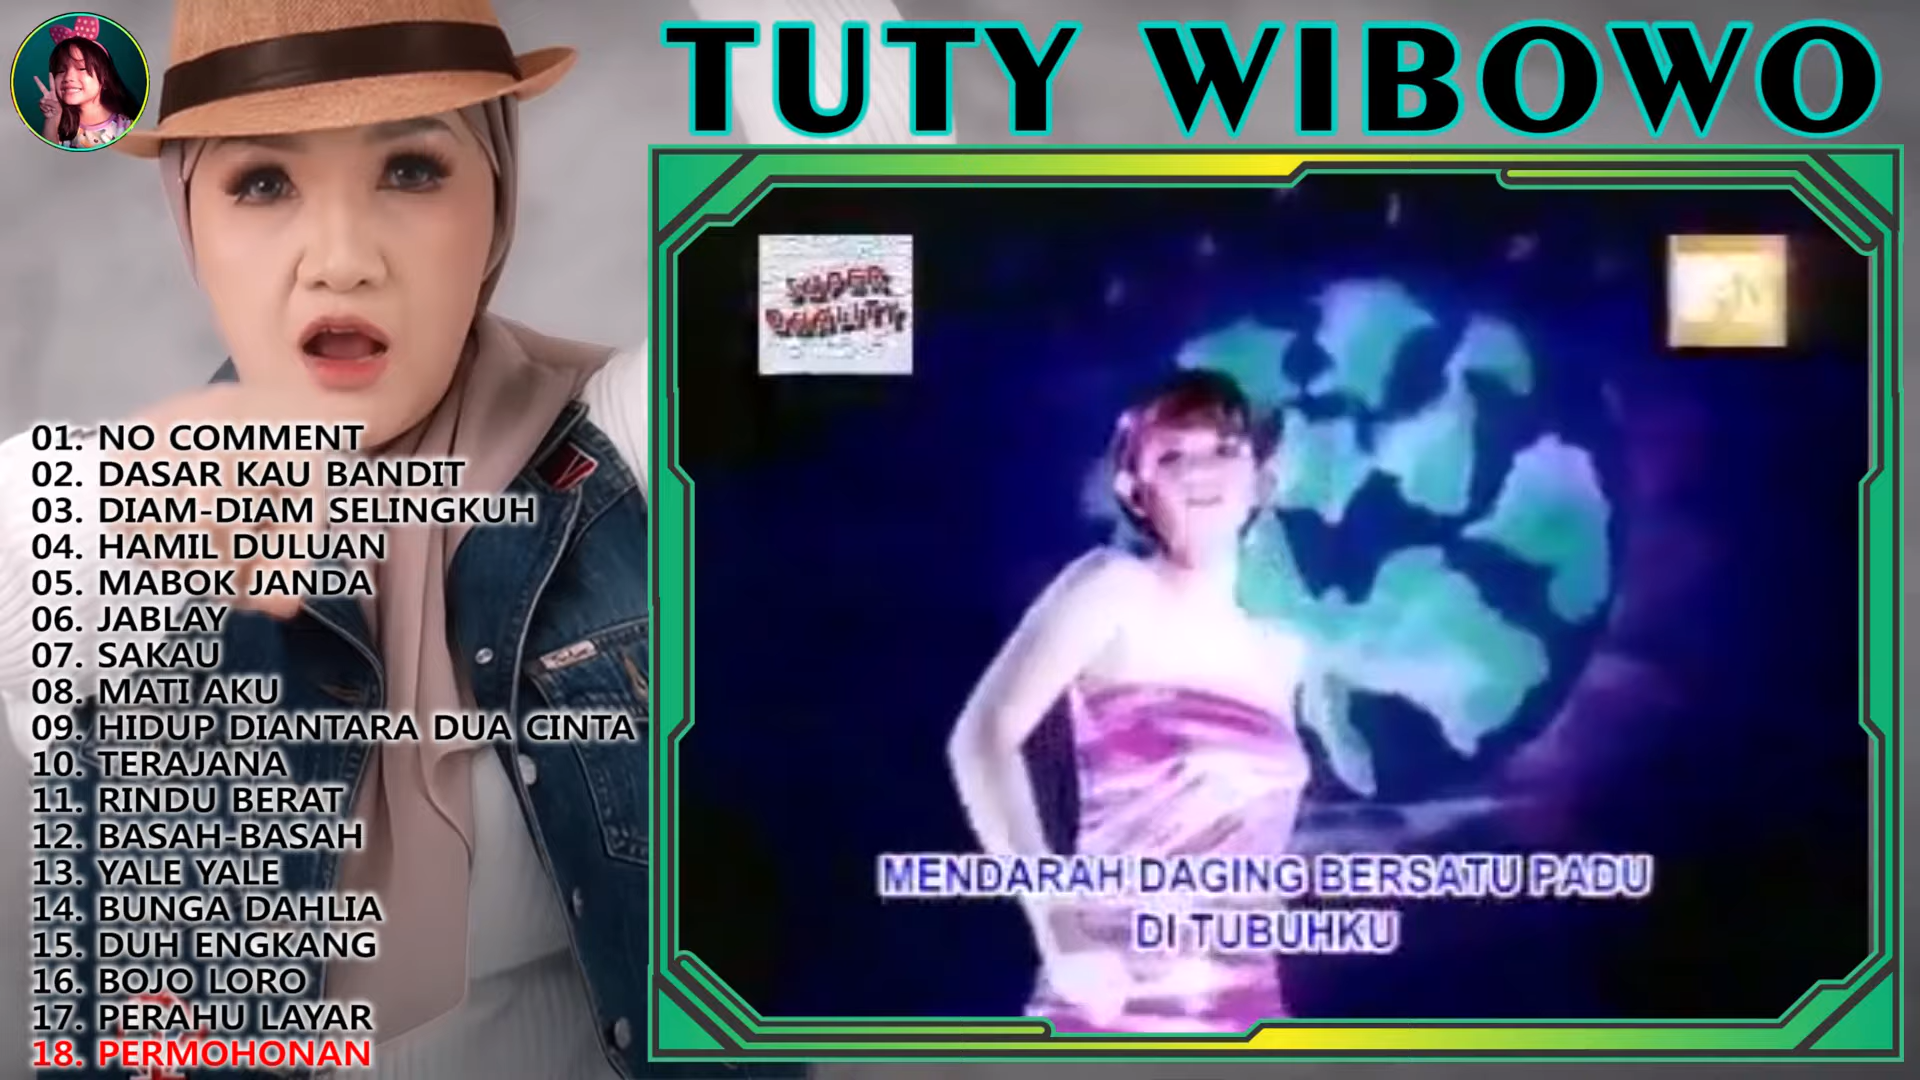 TUTY WIBOWO
SUPER
QUALITY
01. NO COMMENT
02. DASAR KAU BANDIT
03. DIAM-DIAM SELINGKUH
04. HAMIL DULUAN
05. MABOK JANDA
06. JABLAY
07. SAKAU
08. MATI AKU
09. HIDUP DIANTARA DUA CINTA
10. TERAJANA
11. RINDU BERAT
12. BASAH-BASAH
13. YALE YALE
14. BUNGA DAHLIA
15. DUH ENGKANG
16. BOJO LORO
17. PERAHU LAYAR
18. PERMOHONAN
MENDARAH DAGING BERSATU PADU
DI TUBUHKU